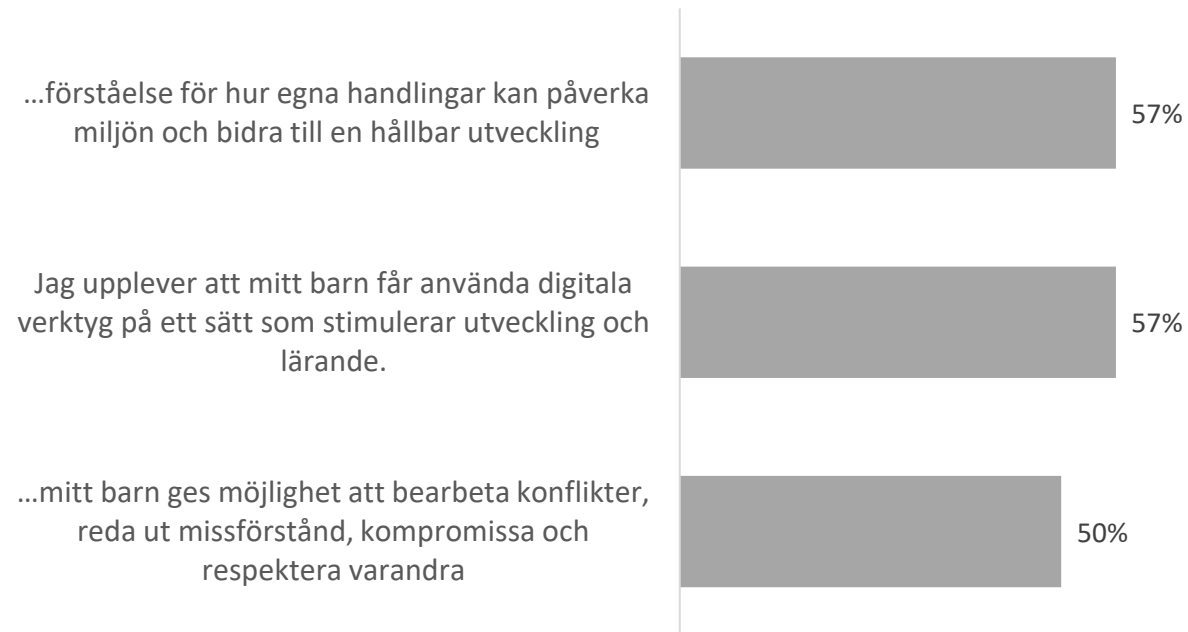 ...förståelse för hur egna handlingar kan påverka
miljön och bidra till en hållbar utveckling
57%
Jag upplever att mitt barn får använda digitala
verktyg på ett sätt som stimulerar utveckling och
lärande.
57%
...mitt barn ges möjlighet att bearbeta konflikter,
reda ut missförstånd, kompromissa och
respektera varandra
50%